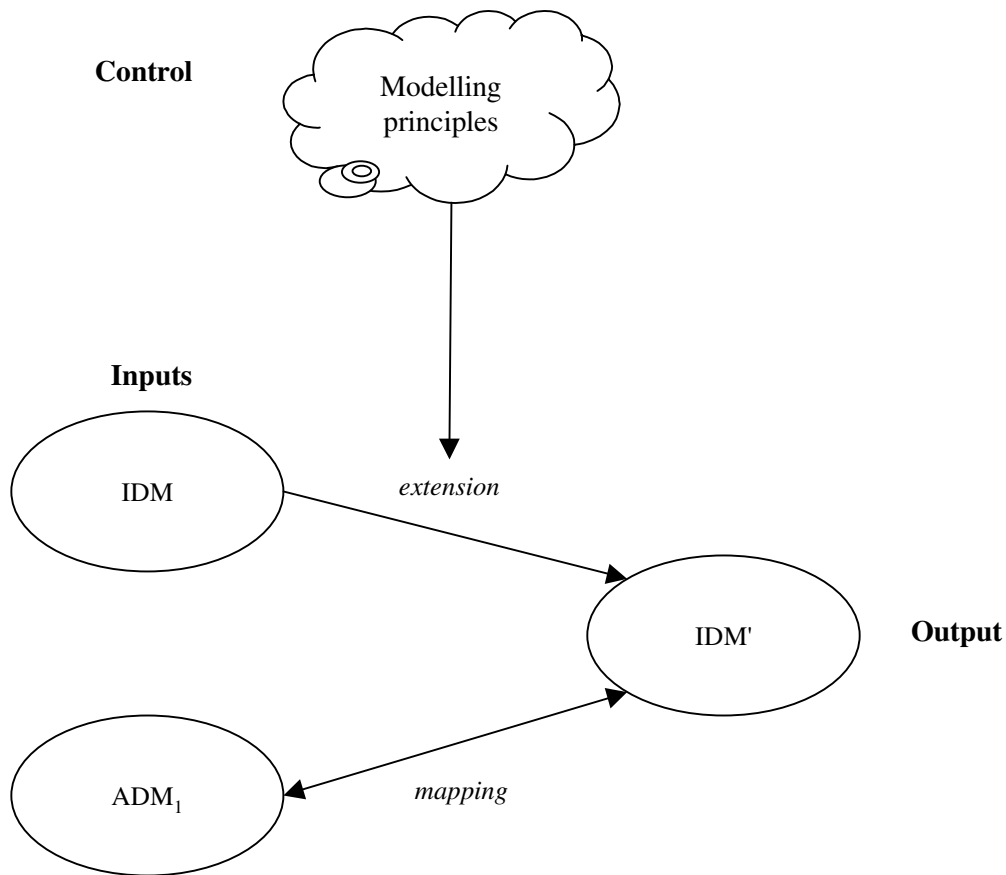 Control
Modelling
principles
Inputs
IDM
extension
IDM'
Output
ADM₁
mapping